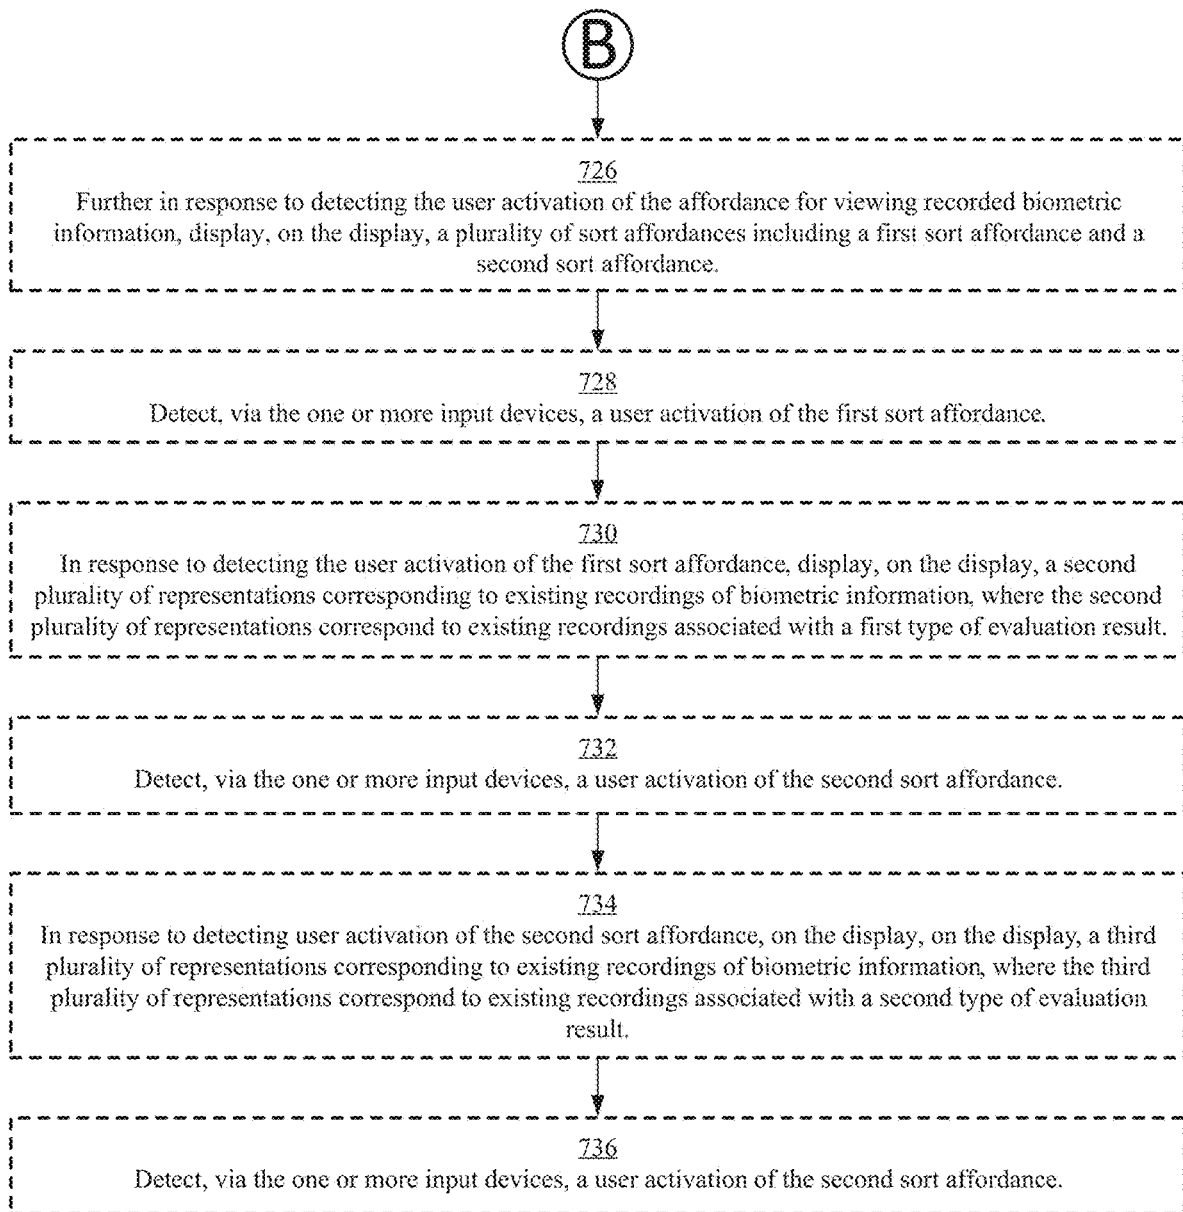 B
726
Further in response to detecting the user activation of the affordance for viewing recorded biometric
information, display, on the display, a plurality of sort affordances including a first sort affordance and a
second sort affordance.
728
Detect, via the one or more input devices, a user activation of the first sort affordance.
730
In response to detecting the user activation of the first sort affordance, display, on the display, a second
plurality of representations corresponding to existing recordings of biometric information, where the second
plurality of representations correspond to existing recordings associated with a first type of evaluation result.
732
Detect, via the one or more input devices, a user activation of the second sort affordance.
734
In response to detecting user activation of the second sort affordance, on the display, on the display, a third
plurality of representations corresponding to existing recordings of biometric information, where the third
plurality of representations correspond to existing recordings associated with a second type of evaluation
result.
736
Detect, via the one or more input devices, a user activation of the second sort affordance.